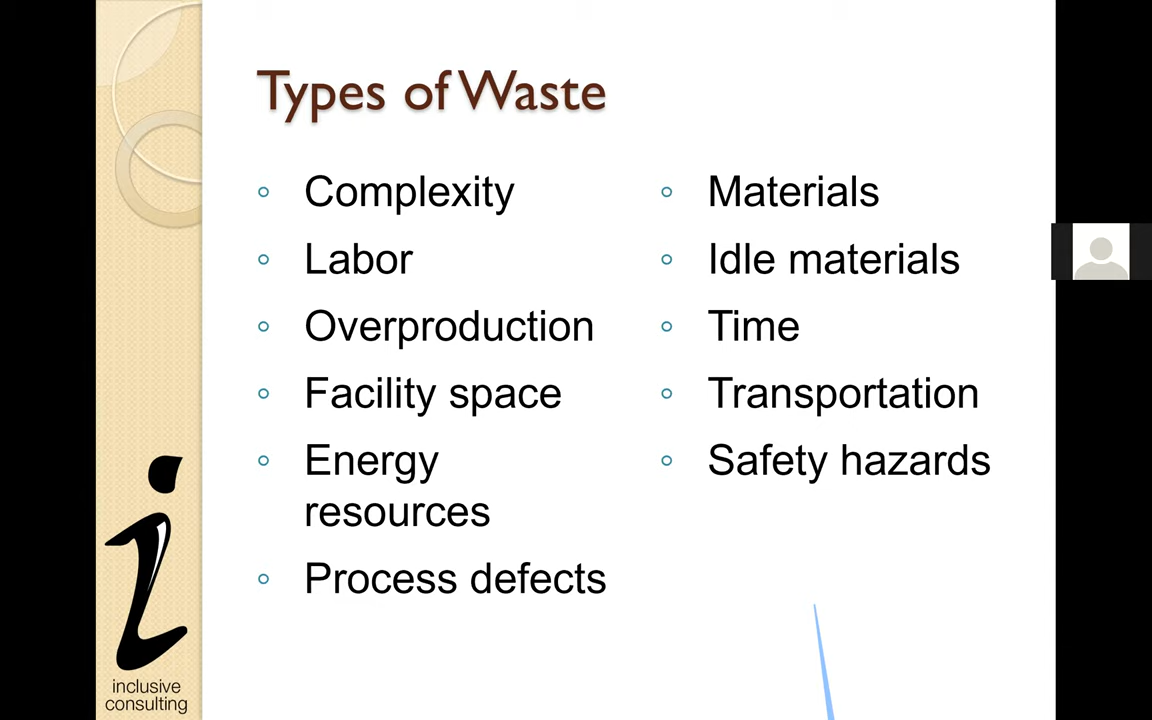 Types of Waste
Complexity
Labor
Overproduction
Facility space
Energy
resources
Process defects
Materials
Idle materials
Time
Transportation
Safety hazards
i
inclusive
consulting